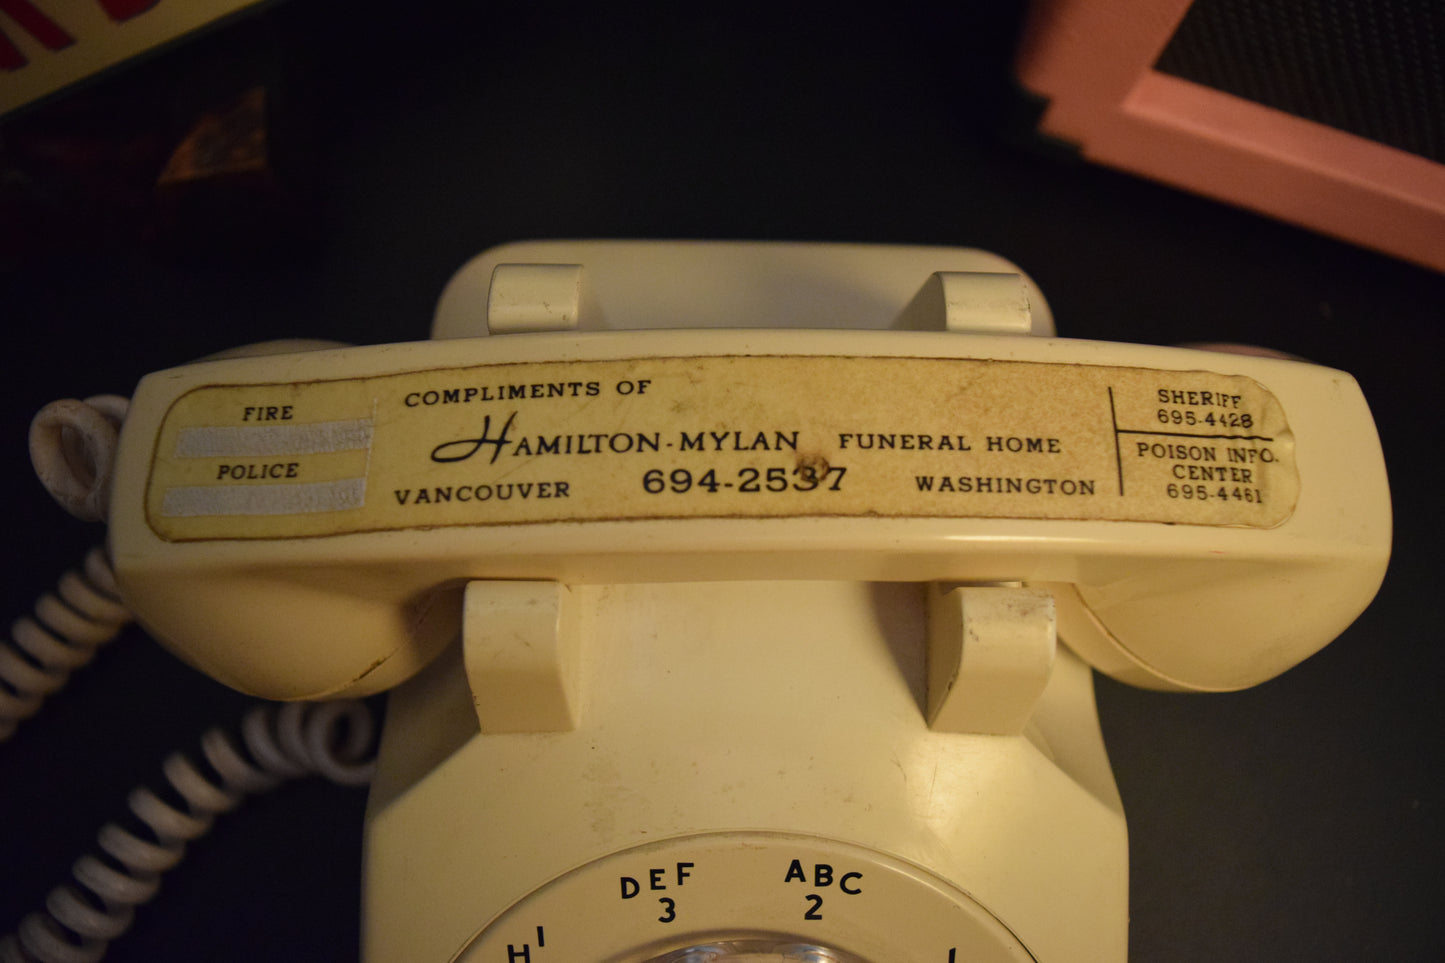 FIRE
POLICE
COMPLIMENTS OF
HAMILTON-MYLAN FUNERAL HOME
VANCOUVER 694-2537 WASHINGTON
SHERIFF
695-4428
POISON INFO.
CENTER
695-4461
DEF
3
ABC
2
HI